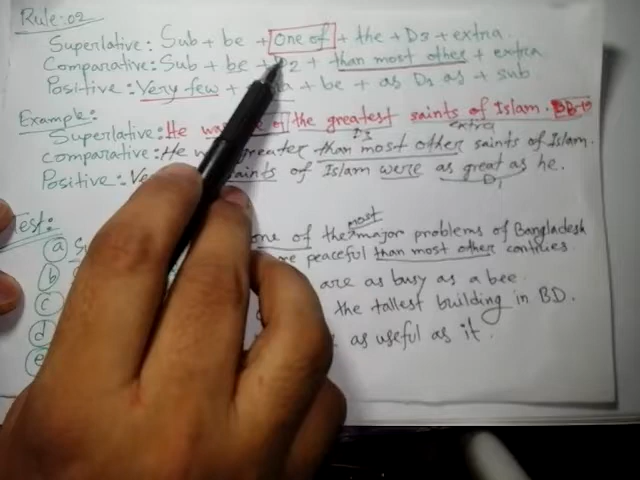 Rule: 02
Superlative: Sub + be + One of + the + D3 + extra.
Comparative: Sub + be + D2 + than most other + extra
Positive: Very few + + be + as D1 as + sub
Example:
Superlative: He of the greatest saints of Islam.
D3 extra
Comparative: He greater than most other saints of Islam.
Positive: saints of Islam were as great as he.
D1
Test:
most
(a) one of the major problems of Bangladesh
(b) peaceful than most other contries.
(c) are as busy as a bee.
(d) the tallest building in BD.
(e) as useful as it.